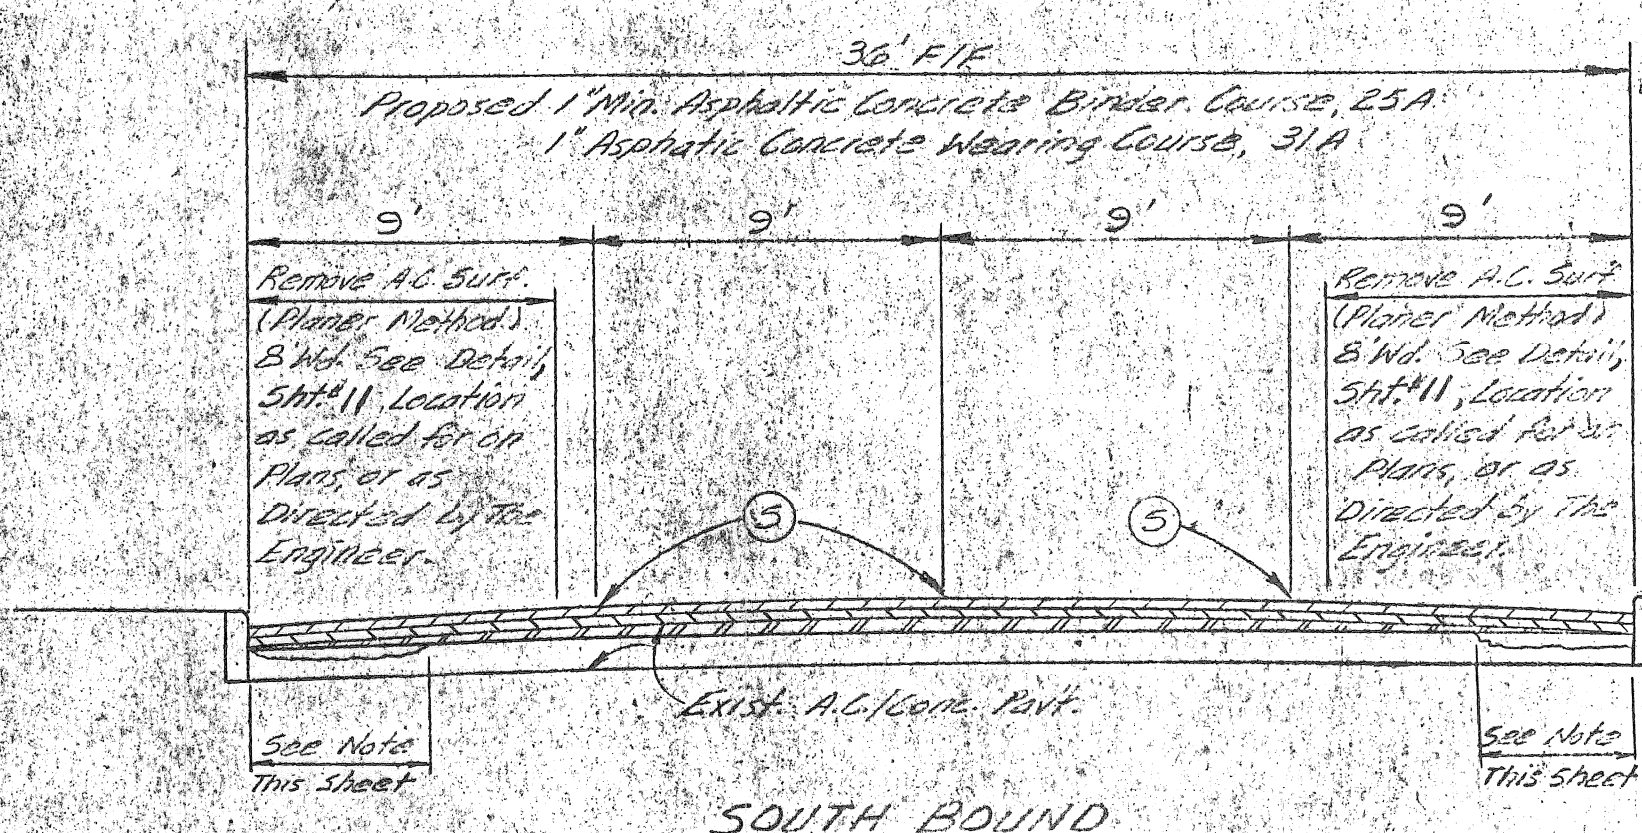 36' F/F
Proposed 1" Min. Asphaltic Concrete Binder Course, 25A
1" Asphatic Concrete Wearing Course, 31A
9' 9' 9' 9'
Remove A.C. Surf.
(Planer Method)
8' Wd. See Detail,
Sht. #11, Location
as called for on
Plans, or as
Directed by The
Engineer.
Remove A.C. Surf
(Planer Method)
8' Wd. See Detail,
Sht. #11, Location
as called for on
Plans, or as
Directed by The
Engineer.
S S
Exist. A.C./Conc. Pavt.
See Note
This Sheet
See Note
This Sheet
SOUTH BOUND